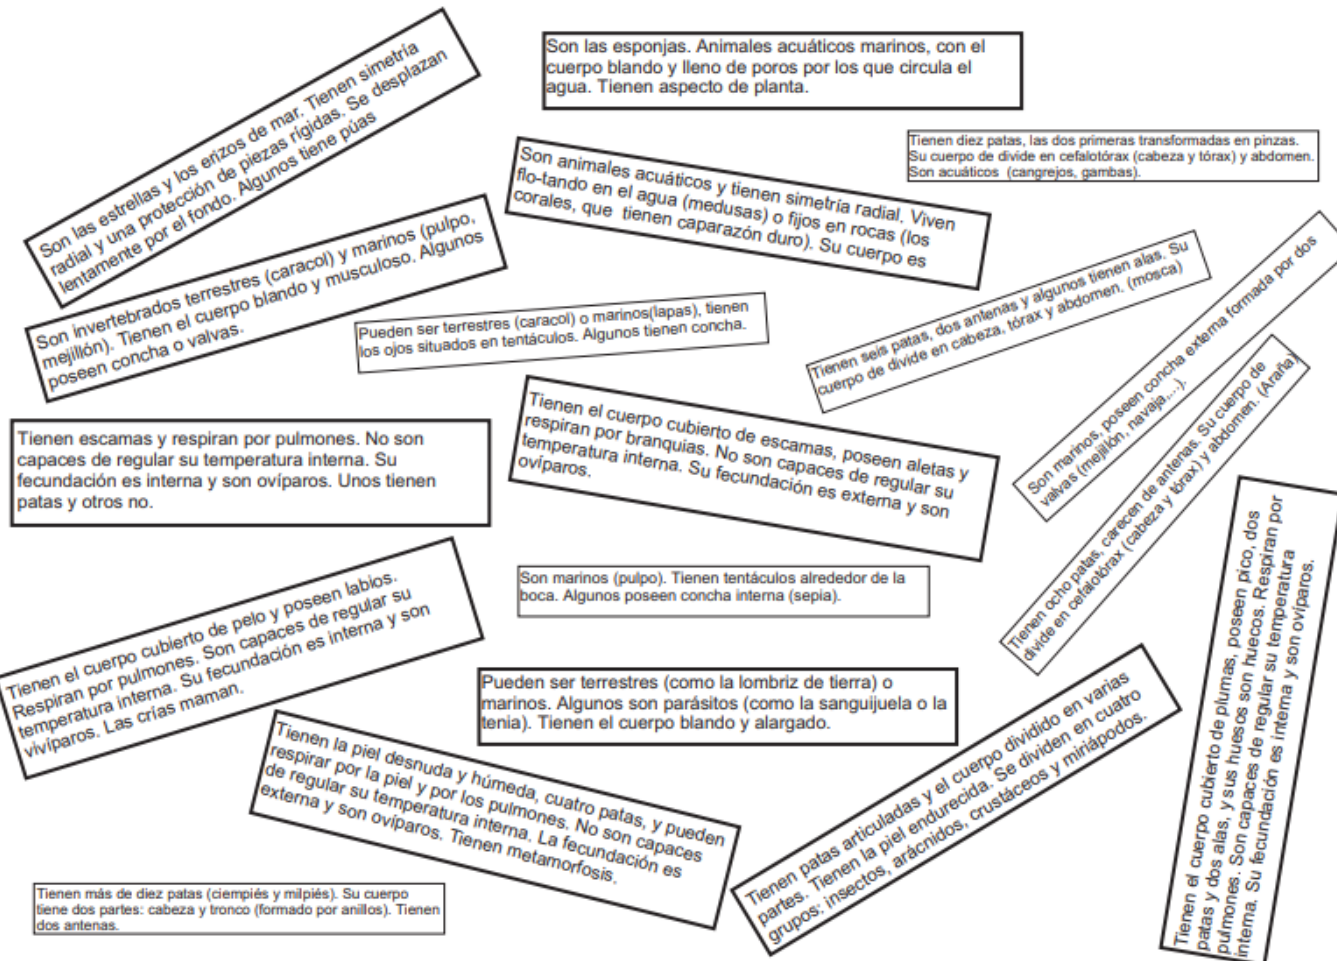 Son las estrellas y los erizos de mar. Tienen simetría
radial y una protección de piezas rígidas. Se desplazan
lentamente por el fondo. Algunos tiene púas
Son las esponjas. Animales acuáticos marinos, con el
cuerpo blando y lleno de poros por los que circula el
agua. Tienen aspecto de planta.
Tienen diez patas, las dos primeras transformadas en pinzas.
Su cuerpo de divide en cefalotórax (cabeza y tórax) y abdomen.
Son acuáticos (cangrejos, gambas).
Son animales acuáticos y tienen simetría radial. Viven
flo-tando en el agua (medusas) o fijos en rocas (los
corales, que tienen caparazón duro). Su cuerpo es
Son invertebrados terrestres (caracol) y marinos (pulpo,
mejillón). Tienen el cuerpo blando y musculoso. Algunos
poseen concha o valvas.
Pueden ser terrestres (caracol) o marinos(lapas), tienen
los ojos situados en tentáculos. Algunos tienen concha.
Tienen seis patas, dos antenas y algunos tienen alas. Su
cuerpo de divide en cabeza, tórax y abdomen. (mosca)
Son marinos, poseen concha externa formada por dos
valvas (mejillón, navaja,...).
Tienen ocho patas, carecen de antenas. Su cuerpo de
divide en cefalotórax (cabeza y tórax) y abdomen. (Araña)
Tienen escamas y respiran por pulmones. No son
capaces de regular su temperatura interna. Su
fecundación es interna y son ovíparos. Unos tienen
patas y otros no.
Tienen el cuerpo cubierto de escamas, poseen aletas y
respiran por branquias. No son capaces de regular su
temperatura interna. Su fecundación es externa y son
ovíparos.
Son marinos (pulpo). Tienen tentáculos alrededor de la
boca. Algunos poseen concha interna (sepia).
Tienen el cuerpo cubierto de plumas, poseen pico, dos
patas y dos alas, y sus huesos son huecos. Respiran por
pulmones. Son capaces de regular su temperatura
interna. Su fecundación es interna y son ovíparos.
Tienen el cuerpo cubierto de pelo y poseen labios.
Respiran por pulmones. Son capaces de regular su
temperatura interna. Su fecundación es interna y son
vivíparos. Las crías maman.
Pueden ser terrestres (como la lombriz de tierra) o
marinos. Algunos son parásitos (como la sanguijuela o la
tenia). Tienen el cuerpo blando y alargado.
Tienen la piel desnuda y húmeda, cuatro patas, y pueden
respirar por la piel y por los pulmones. No son capaces
de regular su temperatura interna. La fecundación es
externa y son ovíparos. Tienen metamorfosis.
Tienen patas articuladas y el cuerpo dividido en varias
partes. Tienen la piel endurecida. Se dividen en cuatro
grupos: insectos, arácnidos, crustáceos y miriápodos.
Tienen más de diez patas (ciempiés y milpiés). Su cuerpo
tiene dos partes: cabeza y tronco (formado por anillos). Tienen
dos antenas.